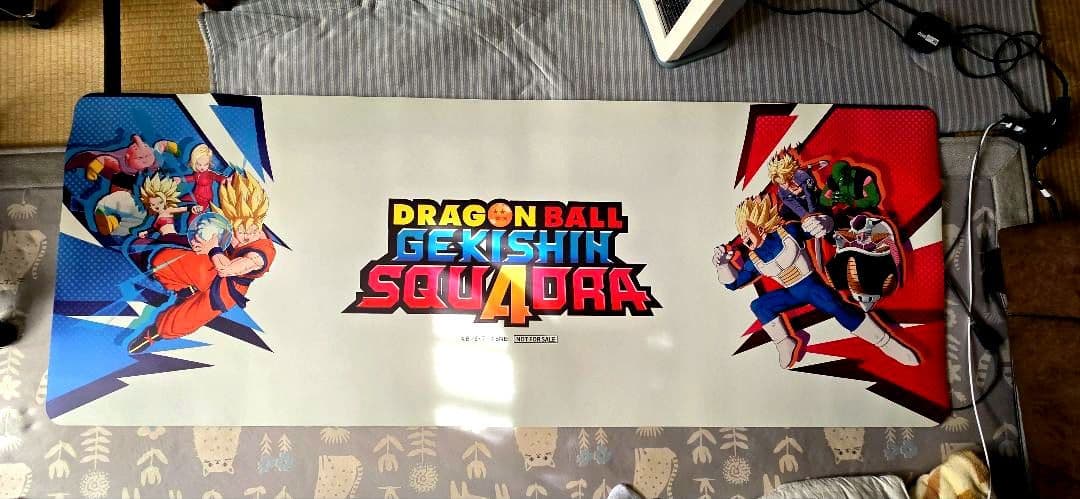 DRAGON BALL
GEKISHIN
SQUADRA
NOT FOR SALE